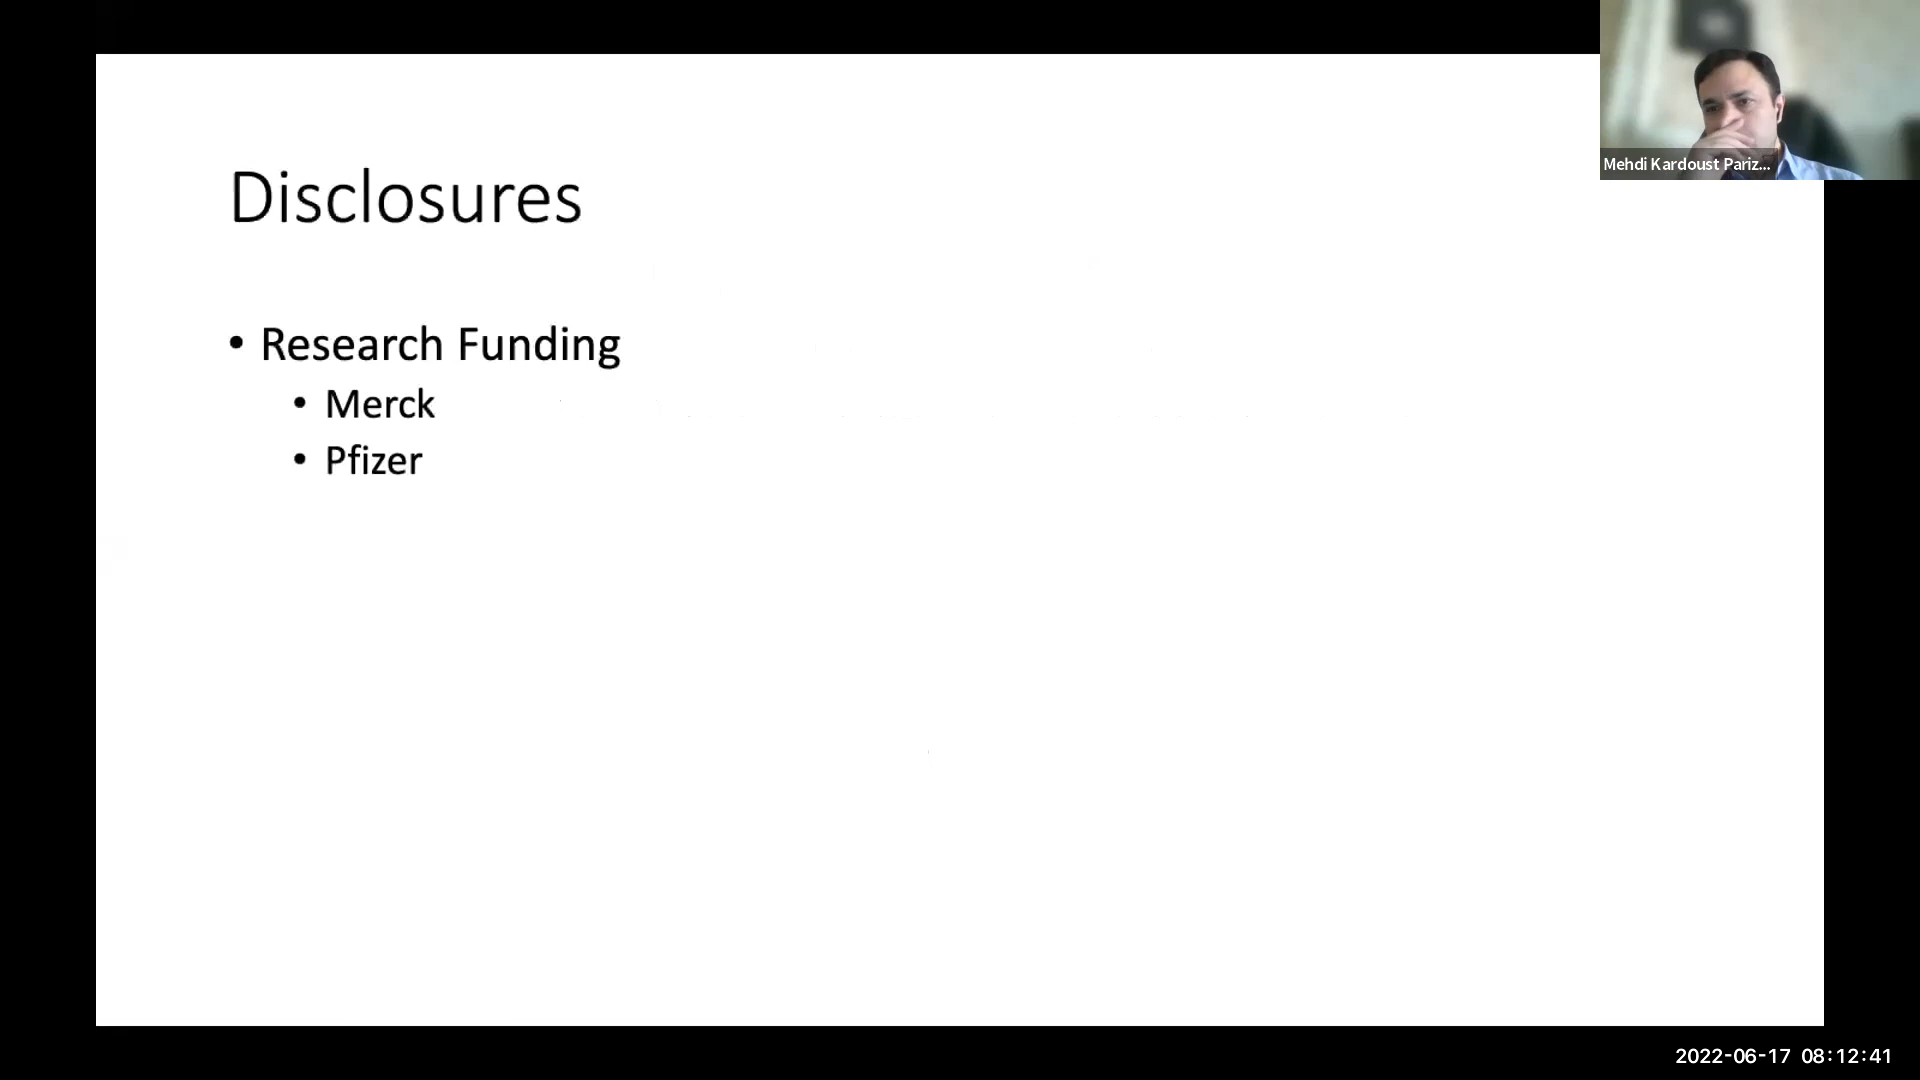 Mehdi Kardoust Pariz...
Disclosures
• Research Funding
• Merck
• Pfizer
2022-06-17 08:12:41